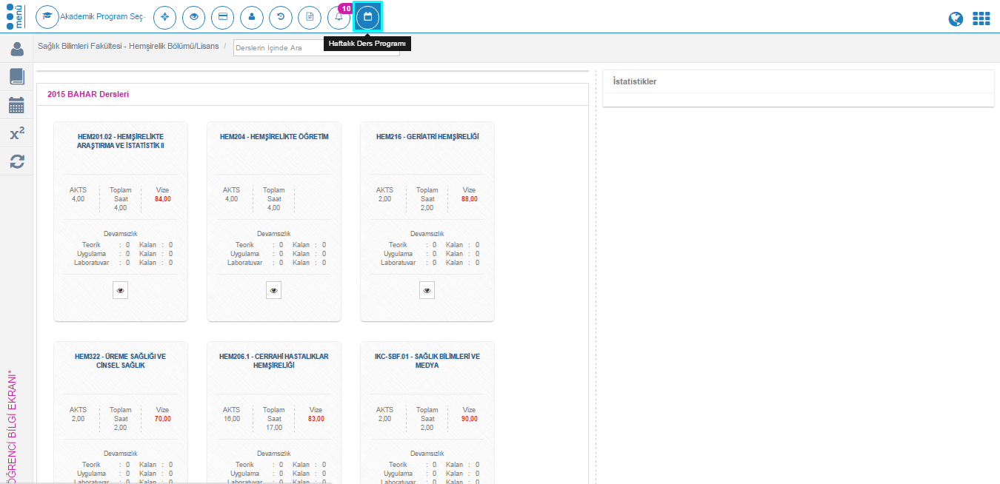 menü
Akademik Program Seç
10
Haftalık Ders Programı
Sağlık Bilimleri Fakültesi - Hemşirelik Bölümü/Lisans /
Derslerin İçinde Ara
x²
ÖĞRENCİ BİLGİ EKRANI*
2015 BAHAR Dersleri
İstatistikler
HEM201.02 - HEMŞİRELİKTE
ARAŞTIRMA VE İSTATİSTİK II
AKTS Toplam Vize
4,00 Saat 84,00
4,00
Devamsızlık
Teorik : 0 Kalan : 0
Uygulama : 0 Kalan : 0
Laboratuvar : 0 Kalan : 0
HEM204 - HEMŞİRELİKTE ÖĞRETİM
AKTS Toplam
4,00 Saat
4,00
Devamsızlık
Teorik : 0 Kalan : 0
Uygulama : 0 Kalan : 0
Laboratuvar : 0 Kalan : 0
HEM216 - GERİATRİ HEMŞİRELİĞİ
AKTS Toplam Vize
2,00 Saat 88,00
2,00
Devamsızlık
Teorik : 0 Kalan : 0
Uygulama : 0 Kalan : 0
Laboratuvar : 0 Kalan : 0
HEM322 - ÜREME SAĞLIĞI VE
CİNSEL SAĞLIK
AKTS Toplam Vize
2,00 Saat 70,00
2,00
Devamsızlık
Teorik : 0 Kalan : 0
Uygulama : 0 Kalan : 0
Laboratuvar : 0 Kalan : 0
HEM206.1 - CERRAHİ HASTALIKLAR
HEMŞİRELİĞİ
AKTS Toplam Vize
16,00 Saat 83,00
17,00
Devamsızlık
Teorik : 0 Kalan : 0
Uygulama : 0 Kalan : 0
Laboratuvar : 0 Kalan : 0
IKC-SBF.01 - SAĞLIK BİLİMLERİ VE
MEDYA
AKTS Toplam Vize
2,00 Saat 90,00
2,00
Devamsızlık
Teorik : 0 Kalan : 0
Uygulama : 0 Kalan : 0
Laboratuvar : 0 Kalan : 0